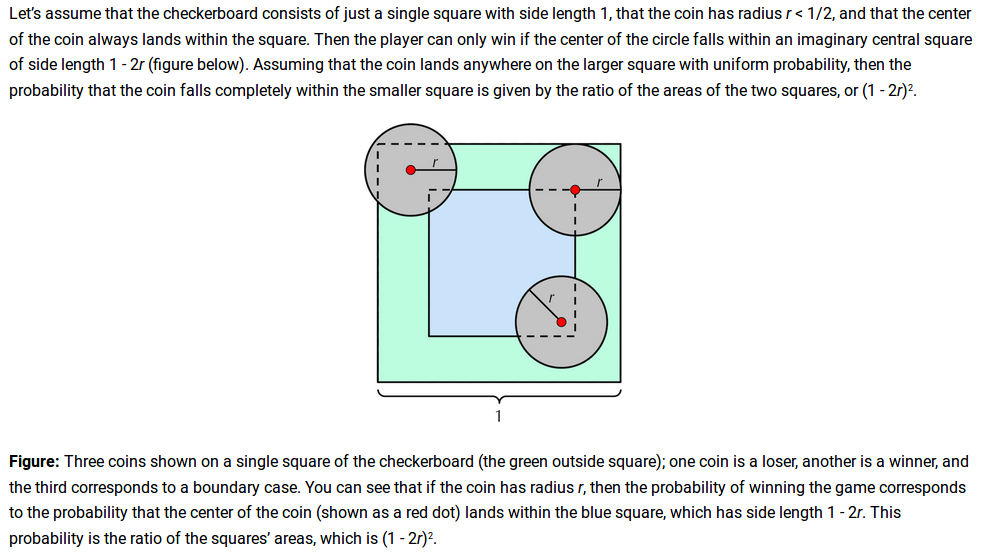 Let's assume that the checkerboard consists of just a single square with side length 1, that the coin has radius r < 1/2, and that the center
of the coin always lands within the square. Then the player can only win if the center of the circle falls within an imaginary central square
of side length 1 - 2r (figure below). Assuming that the coin lands anywhere on the larger square with uniform probability, then the
probability that the coin falls completely within the smaller square is given by the ratio of the areas of the two squares, or (1 - 2r)².
r
r
r
1
Figure: Three coins shown on a single square of the checkerboard (the green outside square); one coin is a loser, another is a winner, and
the third corresponds to a boundary case. You can see that if the coin has radius r, then the probability of winning the game corresponds
to the probability that the center of the coin (shown as a red dot) lands within the blue square, which has side length 1 - 2r. This
probability is the ratio of the squares' areas, which is (1 - 2r)².